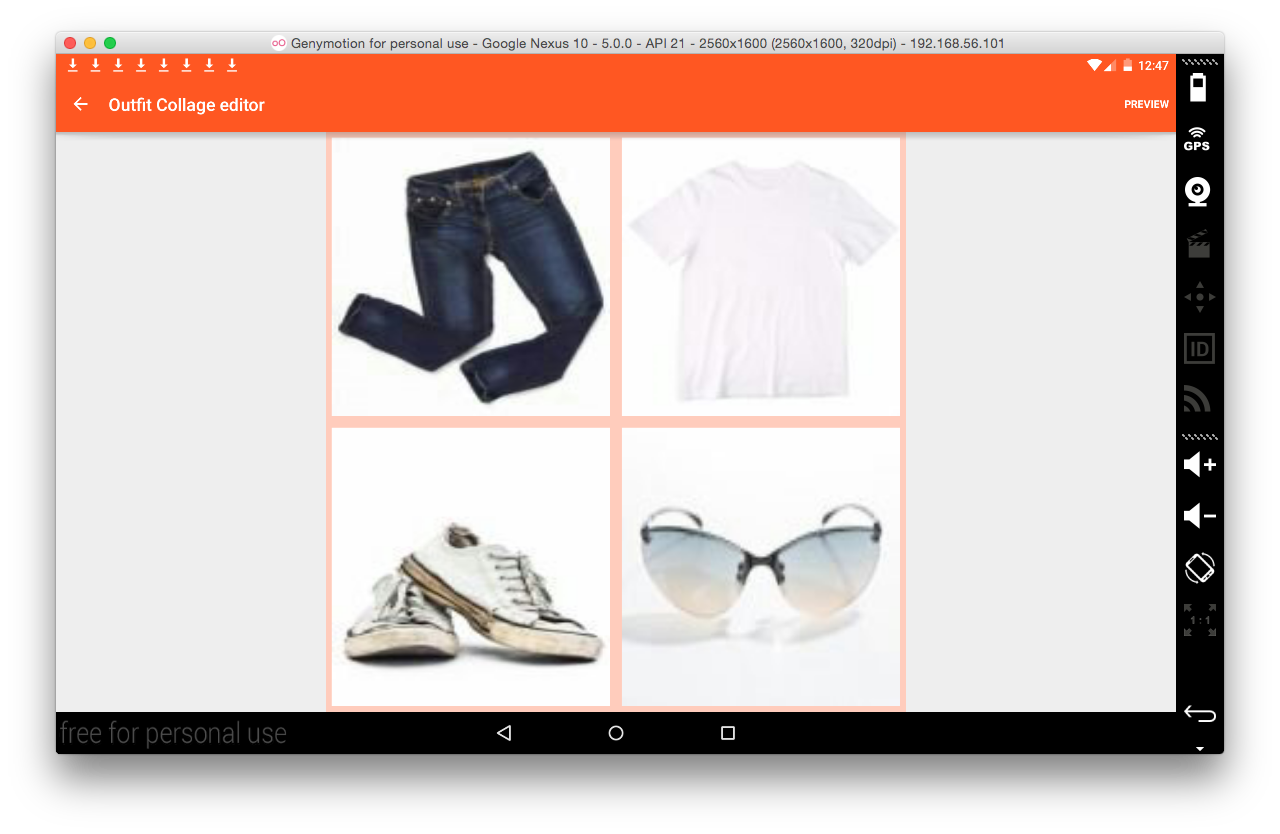 Genymotion for personal use - Google Nexus 10 - 5.0.0 - API 21 - 2560x1600 (2560x1600, 320dpi) - 192.168.56.101
12:47
Outfit Collage editor
PREVIEW
GPS
ID
1:1
free for personal use